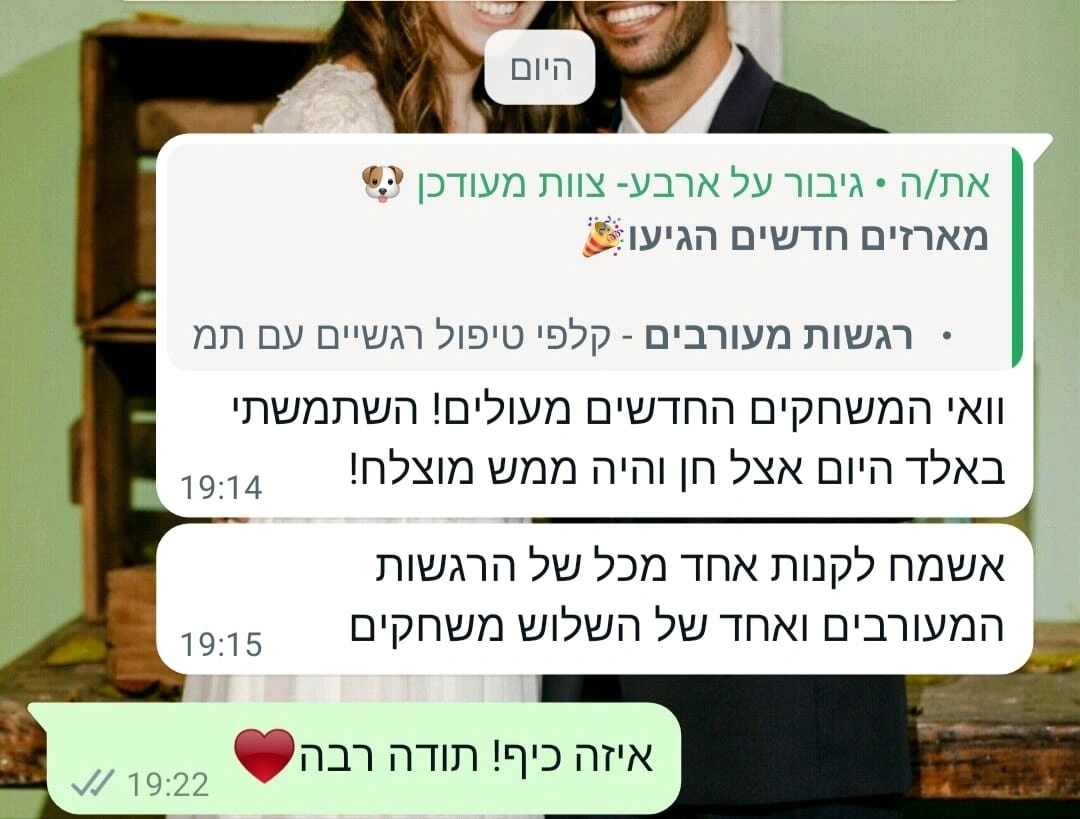 היום
את/ה • גיבור על ארבע- צוות מעודכן 🐶
מארזים חדשים הגיעו🎉
• רגשות מעורבים - קלפי טיפול רגשיים עם תמ
וואי המשחקים החדשים מעולים! השתמשתי
באלד היום אצל חן והיה ממש מוצלח!
19:14
אשמח לקנות אחד מכל של הרגשות
המעורבים ואחד של השלוש משחקים
19:15
איזה כיף! תודה רבה❤️
19:22